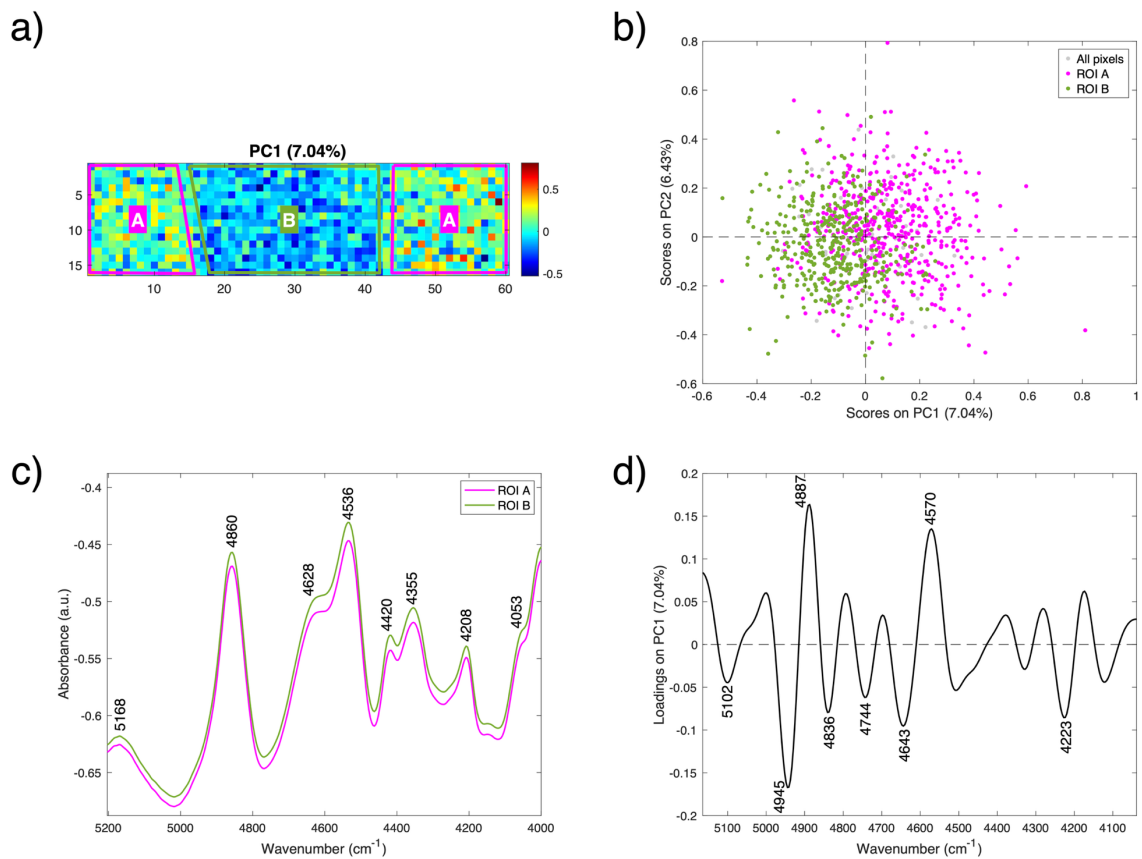 a)
PC1 (7.04%)
5
10
15
A
B
A
10 20 30 40 50 60
0.5
0
-0.5
b)
0.8
0.6
0.4
0.2
0
-0.2
-0.4
-0.6
Scores on PC2 (6.43%)
All pixels
ROI A
ROI B
-0.6 -0.4 -0.2 0 0.2 0.4 0.6 0.8 1
Scores on PC1 (7.04%)
c)
-0.4
-0.45
-0.5
-0.55
-0.6
-0.65
Absorbance (a.u.)
ROI A
ROI B
5168
4860
4628
4536
4420
4355
4208
4053
5200 5000 4800 4600 4400 4200 4000
Wavenumber (cm-1)
d)
0.2
0.15
0.1
0.05
0
-0.05
-0.1
-0.15
-0.2
Loadings on PC1 (7.04%)
5102
4945
4887
4836
4744
4643
4570
4223
5100 5000 4900 4800 4700 4600 4500 4400 4300 4200 4100
Wavenumber (cm-1)